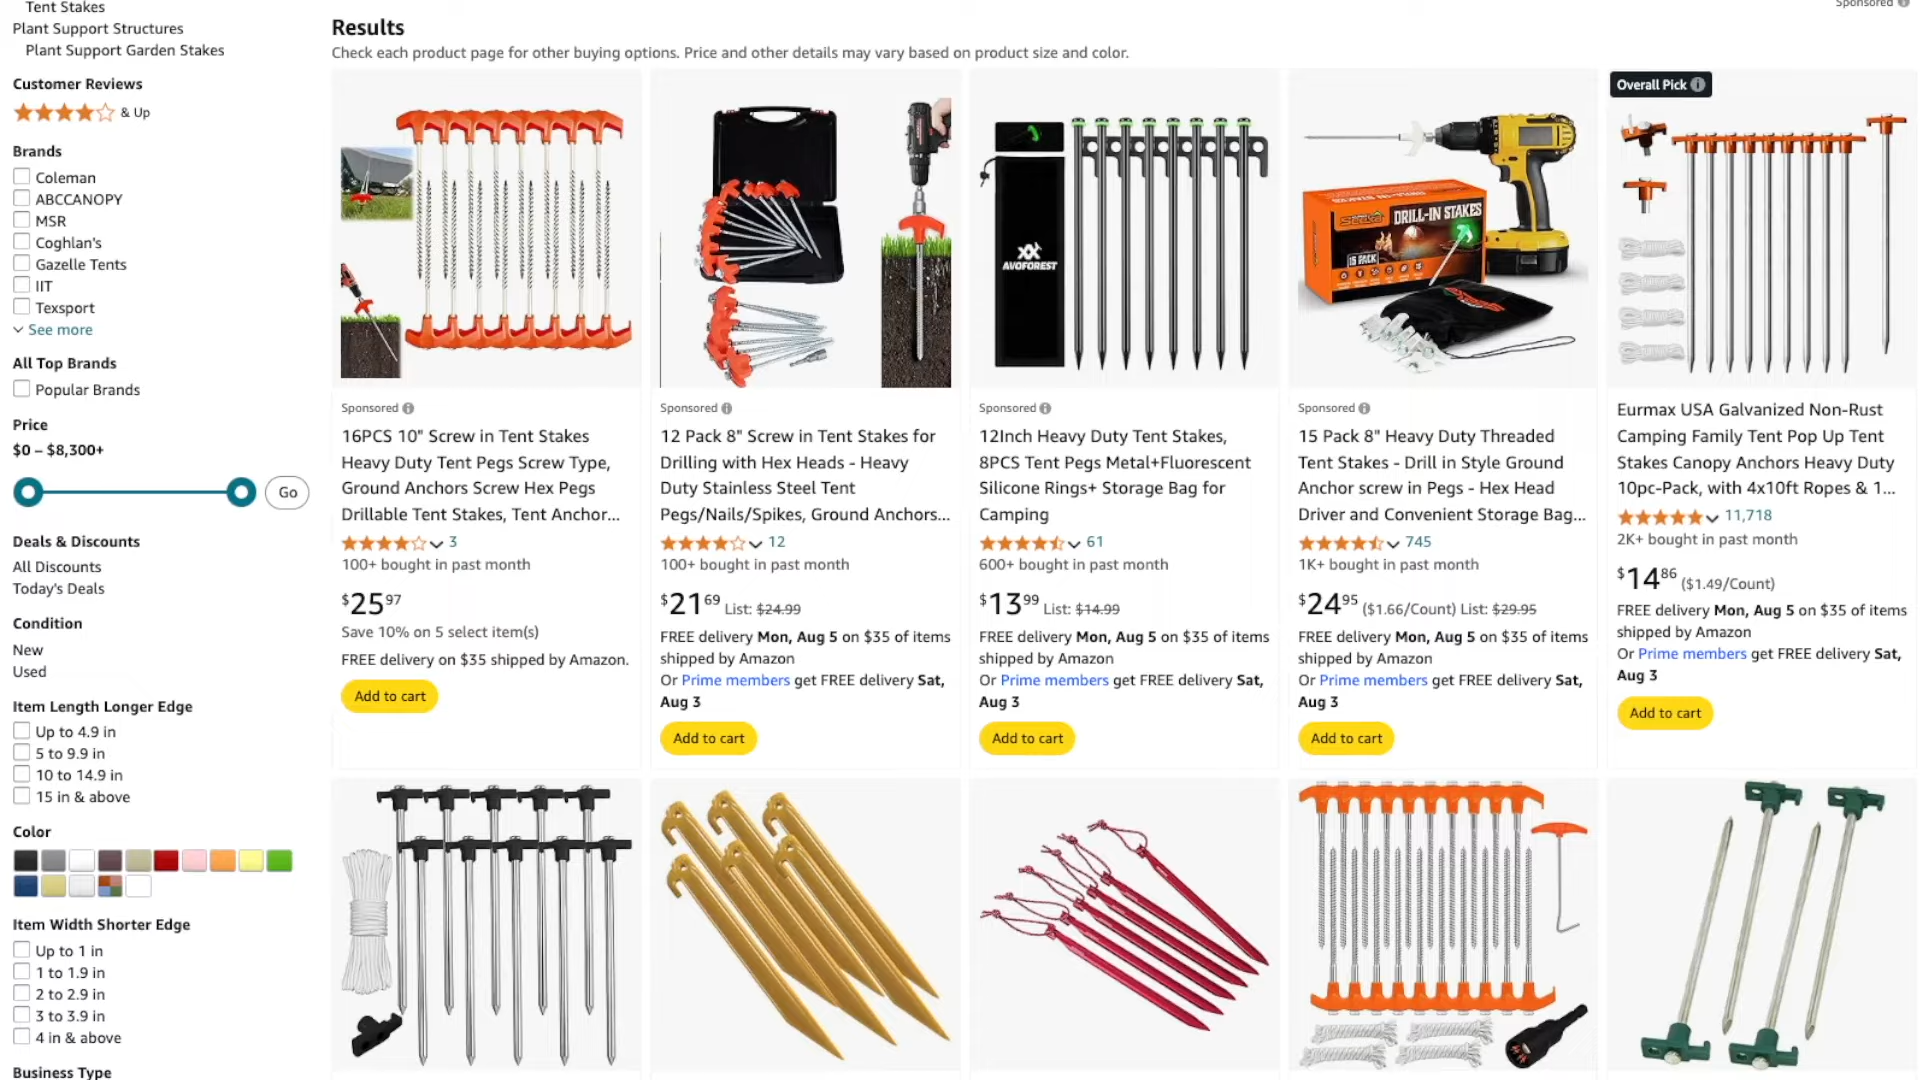 Tent Stakes
Plant Support Structures
Plant Support Garden Stakes
Customer Reviews
& Up
Brands
Coleman
ABCCANOPY
MSR
Coghlan's
Gazelle Tents
IIT
Texsport
See more
All Top Brands
Popular Brands
Price
$0 – $8,300+
Go
Deals & Discounts
All Discounts
Today's Deals
Condition
New
Used
Item Length Longer Edge
Up to 4.9 in
5 to 9.9 in
10 to 14.9 in
15 in & above
Color
Item Width Shorter Edge
Up to 1 in
1 to 1.9 in
2 to 2.9 in
3 to 3.9 in
4 in & above
Business Type
Sponsored
Results
Check each product page for other buying options. Price and other details may vary based on product size and color.
Sponsored
16PCS 10" Screw in Tent Stakes
Heavy Duty Tent Pegs Screw Type,
Ground Anchors Screw Hex Pegs
Drillable Tent Stakes, Tent Anchor...
3
100+ bought in past month
$25.97
Save 10% on 5 select item(s)
FREE delivery on $35 shipped by Amazon.
Add to cart
Sponsored
12 Pack 8" Screw in Tent Stakes for
Drilling with Hex Heads - Heavy
Duty Stainless Steel Tent
Pegs/Nails/Spikes, Ground Anchors...
12
100+ bought in past month
$21.69 List: $24.99
FREE delivery Mon, Aug 5 on $35 of items
shipped by Amazon
Or Prime members get FREE delivery Sat,
Aug 3
Add to cart
AVOFOREST
Sponsored
12Inch Heavy Duty Tent Stakes,
8PCS Tent Pegs Metal+Fluorescent
Silicone Rings+ Storage Bag for
Camping
61
600+ bought in past month
$13.99 List: $14.99
FREE delivery Mon, Aug 5 on $35 of items
shipped by Amazon
Or Prime members get FREE delivery Sat,
Aug 3
Add to cart
DRILL-IN STAKES
15 PACK
Sponsored
15 Pack 8" Heavy Duty Threaded
Tent Stakes - Drill in Style Ground
Anchor screw in Pegs - Hex Head
Driver and Convenient Storage Bag...
745
1K+ bought in past month
$24.95 ($1.66/Count) List: $29.95
FREE delivery Mon, Aug 5 on $35 of items
shipped by Amazon
Or Prime members get FREE delivery Sat,
Aug 3
Add to cart
Overall Pick
Eurmax USA Galvanized Non-Rust
Camping Family Tent Pop Up Tent
Stakes Canopy Anchors Heavy Duty
10pc-Pack, with 4x10ft Ropes & 1...
11,718
2K+ bought in past month
$14.86 ($1.49/Count)
FREE delivery Mon, Aug 5 on $35 of items
shipped by Amazon
Or Prime members get FREE delivery Sat,
Aug 3
Add to cart